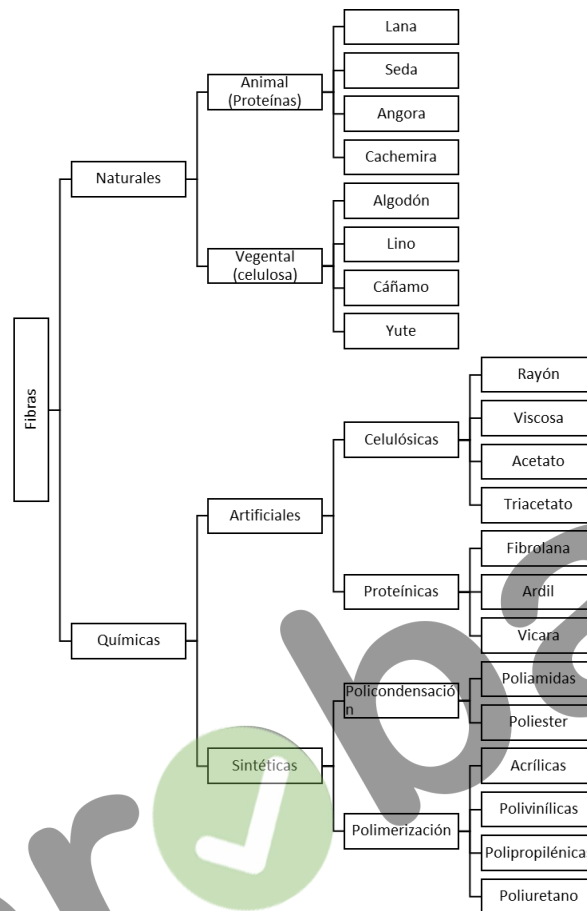 Fibras
Naturales
Animal
(Proteínas)
Lana
Seda
Angora
Cachemira
Vegental
(celulosa)
Algodón
Lino
Cáñamo
Yute
Químicas
Artificiales
Celulósicas
Rayón
Viscosa
Acetato
Triacetato
Proteínicas
Fibrolana
Ardil
Vicara
Sintéticas
Policondensació
n
Poliamidas
Poliester
Polimerización
Acrílicas
Polivinílicas
Polipropilénicas
Poliuretano